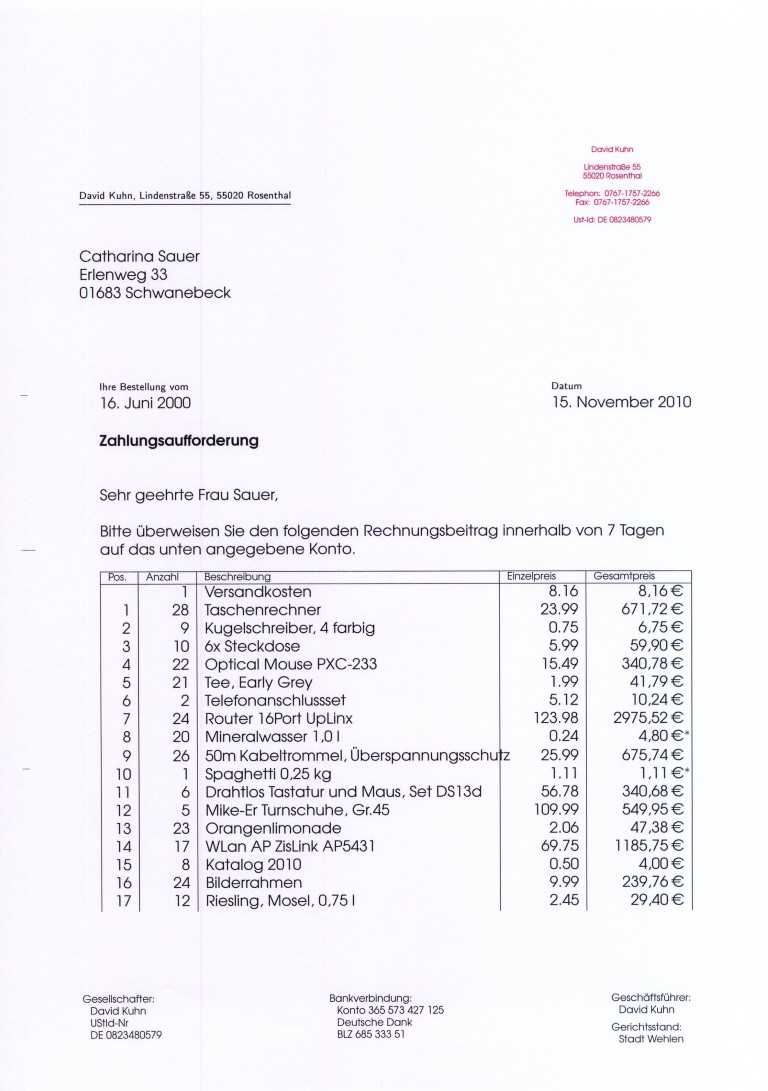 David Kuhn
Lindenstraße 55
55020 Rosenthal
Telephon: 0767-1757-2266
Fax: 0767-1757-2266
Ust-Id: DE 0823480579
David Kuhn, Lindenstraße 55, 55020 Rosenthal
Catharina Sauer
Erlenweg 33
01683 Schwanebeck
Ihre Bestellung vom
16. Juni 2000
Datum
15. November 2010
Zahlungsaufforderung
Sehr geehrte Frau Sauer,
Bitte überweisen Sie den folgenden Rechnungsbeitrag innerhalb von 7 Tagen
auf das unten angegebene Konto.
Pos. Anzahl Beschreibung Einzelpreis Gesamtpreis
1 Versandkosten 8.16 8,16 €
1 28 Taschenrechner 23.99 671,72 €
2 9 Kugelschreiber, 4 farbig 0.75 6,75 €
3 10 6x Steckdose 5.99 59,90 €
4 22 Optical Mouse PXC-233 15.49 340,78 €
5 21 Tee, Early Grey 1.99 41,79 €
6 2 Telefonanschlussset 5.12 10,24 €
7 24 Router 16Port UpLinx 123.98 2975,52 €
8 20 Mineralwasser 1,0 l 0.24 4,80 €*
9 26 50m Kabeltrommel, Überspannungsschutz 25.99 675,74 €
10 1 Spaghetti 0,25 kg 1.11 1,11 €*
11 6 Drahtlos Tastatur und Maus, Set DS13d 56.78 340,68 €
12 5 Mike-Er Turnschuhe, Gr.45 109.99 549,95 €
13 23 Orangenlimonade 2.06 47,38 €
14 17 WLan AP ZisLink AP5431 69.75 1185,75 €
15 8 Katalog 2010 0.50 4,00 €
16 24 Bilderrahmen 9.99 239,76 €
17 12 Riesling, Mosel, 0,75 l 2.45 29,40 €
Gesellschafter:
David Kuhn
UStId-Nr
DE 0823480579
Bankverbindung:
Konto 365 573 427 125
Deutsche Dank
BLZ 685 333 51
Geschäftsführer:
David Kuhn
Gerichtsstand:
Stadt Wehlen